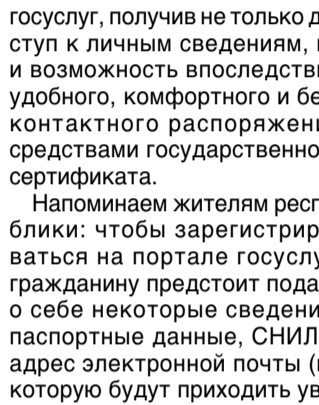 госуслуг, получив не только д
ступ к личным сведениям,
и возможность впоследств
удобного, комфортного и бе
контактного распоряжени
средствами государственно
сертификата.
Напоминаем жителям респ
блики: чтобы зарегистрир
ваться на портале госуслу
гражданину предстоит пода
о себе некоторые сведени
паспортные данные, СНИЛ
адрес электронной почты (
которую будут приходить ув